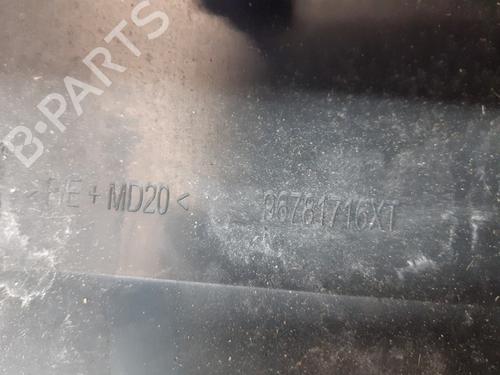 B-PARTS
> PE + MD20 <
96781716XT